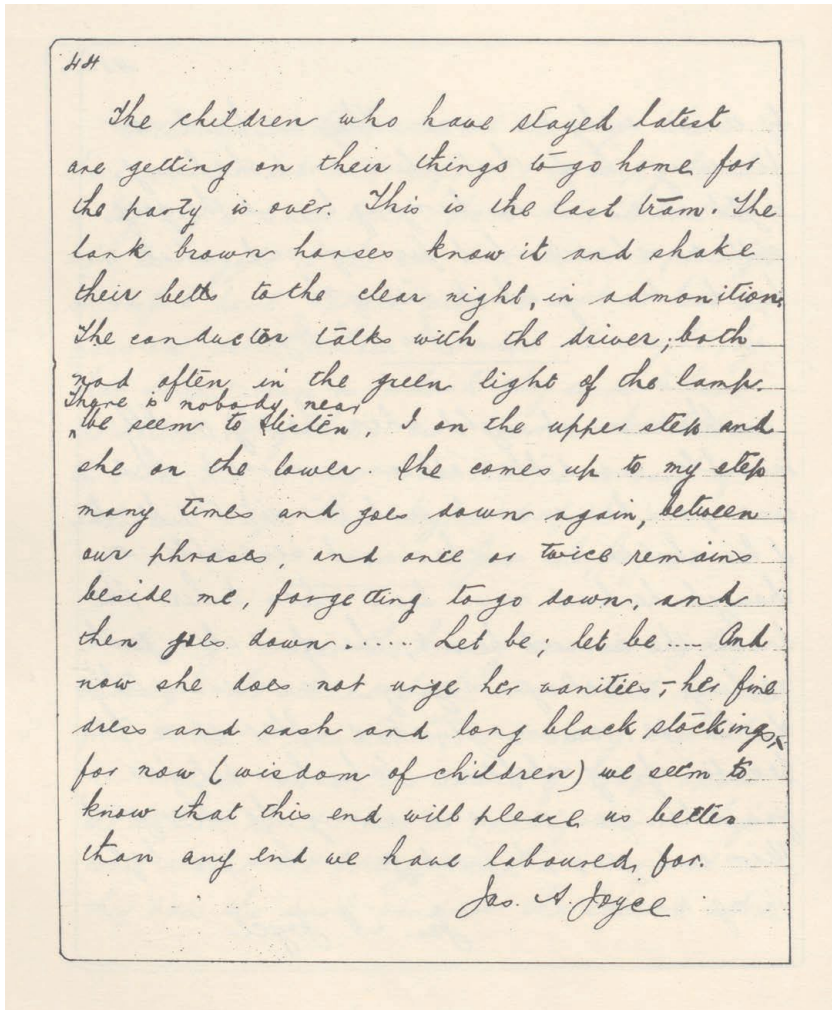 44
The children who have stayed latest
are getting on their things to go home for
the party is over. This is the last tram. The
lank brown horses know it and shake
their bells to the clear night, in admonition.
The conductor talks with the driver; both
nod often in the green light of the lamp.
There is nobody near
We seem to listen, I on the upper step and
she on the lower. She comes up to my step
many times and goes down again, between
our phrases, and once or twice remains
beside me, forgetting to go down, and
then goes down...... Let be; let be .... And
now she does not urge her vanities, – her fine
dress and sash and long black stockings, –
for now (wisdom of children) we seem to
know that this end will please us better
than any end we have laboured for.
Jas. A. Joyce